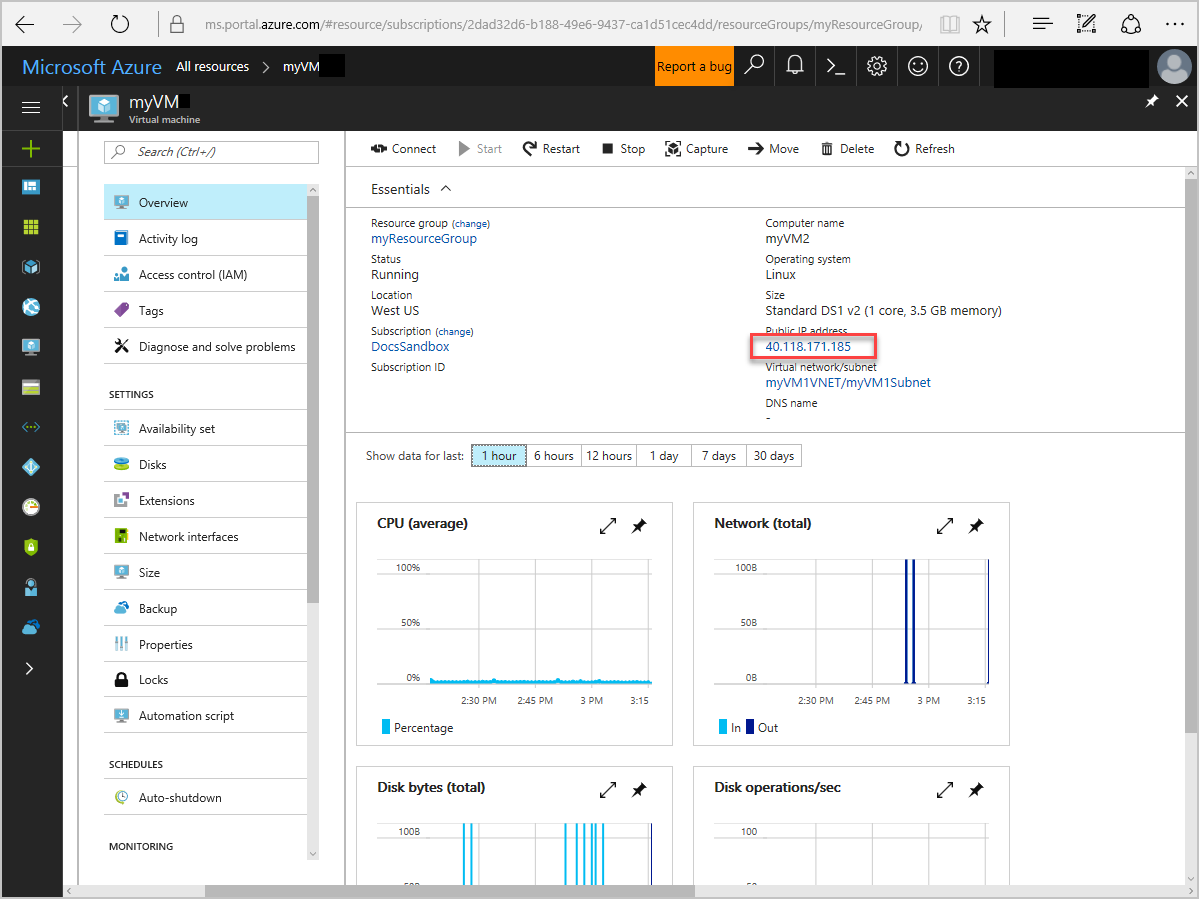 ms.portal.azure.com/#resource/subscriptions/2dad32d6-b188-49e6-9437-ca1d51cec4dd/resourceGroups/myResourceGroup/
Microsoft Azure All resources > myVM
Report a bug
myVM
Virtual machine
Search (Ctrl+/)
Connect Start Restart Stop Capture Move Delete Refresh
Overview
Activity log
Access control (IAM)
Tags
Diagnose and solve problems
SETTINGS
Availability set
Disks
Extensions
Network interfaces
Size
Backup
Properties
Locks
Automation script
SCHEDULES
Auto-shutdown
MONITORING
Essentials
Resource group (change)
myResourceGroup
Status
Running
Location
West US
Subscription (change)
DocsSandbox
Subscription ID
Computer name
myVM2
Operating system
Linux
Size
Standard DS1 v2 (1 core, 3.5 GB memory)
Public IP address
40.118.171.185
Virtual network/subnet
myVM1VNET/myVM1Subnet
DNS name
-
Show data for last: 1 hour 6 hours 12 hours 1 day 7 days 30 days
CPU (average)
100%
50%
0%
2:30 PM 2:45 PM 3 PM 3:15
Percentage
Network (total)
100B
50B
0B
2:30 PM 2:45 PM 3 PM 3:15
In Out
Disk bytes (total)
100B
Disk operations/sec
100